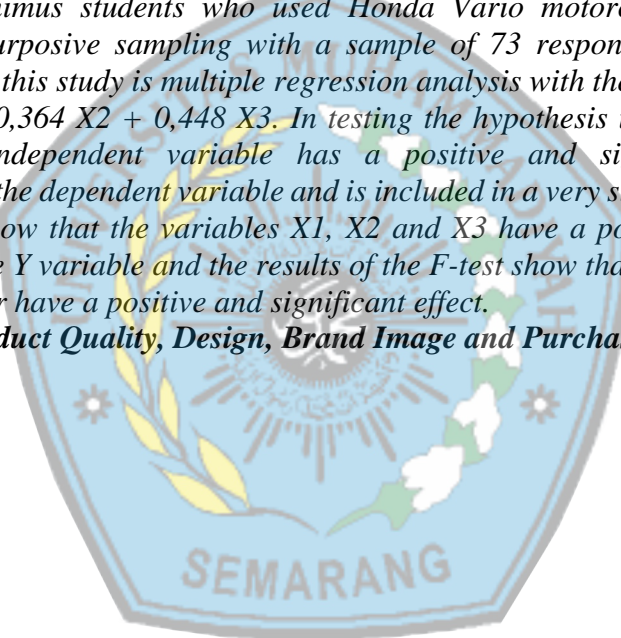 nimus students who used Honda Vario motor
urposive sampling with a sample of 73 respon
this study is multiple regression analysis with the
0,364 X2 + 0,448 X3. In testing the hypothesis i
ndependent variable has a positive and si
the dependent variable and is included in a very s
ow that the variables X1, X2 and X3 have a po
e Y variable and the results of the F-test show tha
r have a positive and significant effect.
duct Quality, Design, Brand Image and Purcha
UNIVERSITAS MUHAMMADIYAH
SEMARANG